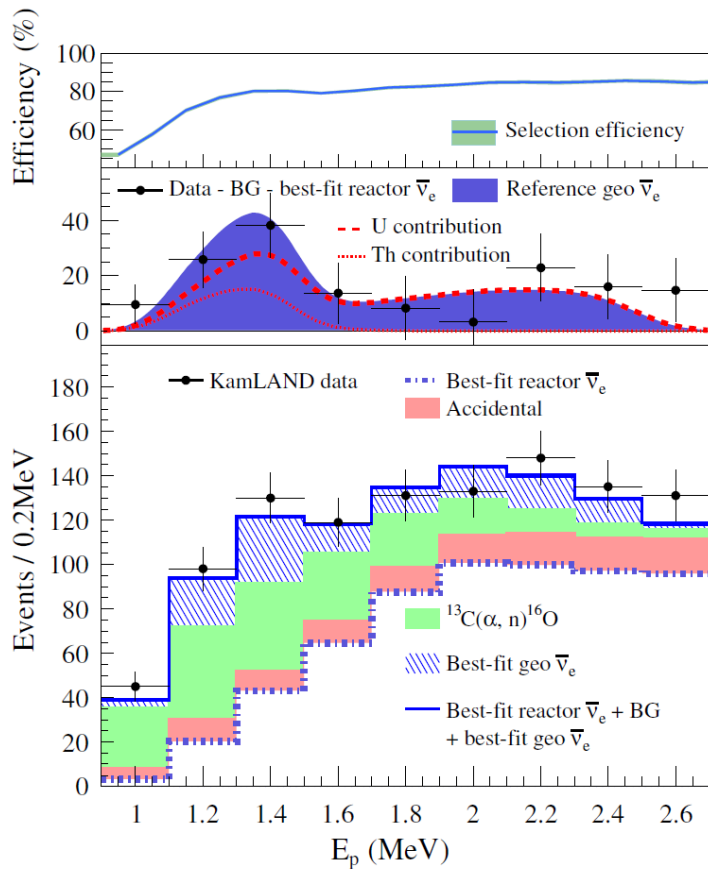 Efficiency (%)
100
80
60
Selection efficiency
Data - BG - best-fit reactor ν̅e
Reference geo ν̅e
U contribution
Th contribution
40
20
0
KamLAND data
Best-fit reactor ν̅e
Accidental
Events / 0.2MeV
180
160
140
120
100
80
60
40
20
0
¹³C(α, n)¹⁶O
Best-fit geo ν̅e
Best-fit reactor ν̅e + BG
+ best-fit geo ν̅e
1 1.2 1.4 1.6 1.8 2 2.2 2.4 2.6
Ep (MeV)